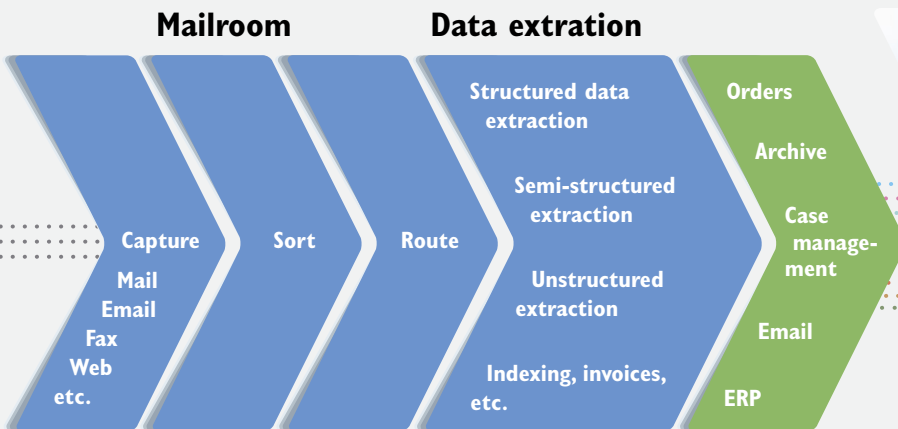 Mailroom
Data extration
Capture
Mail
Email
Fax
Web
etc.
Sort
Route
Structured data
extraction
Semi-structured
extraction
Unstructured
extraction
Indexing, invoices,
etc.
Orders
Archive
Case
manage-
ment
Email
ERP